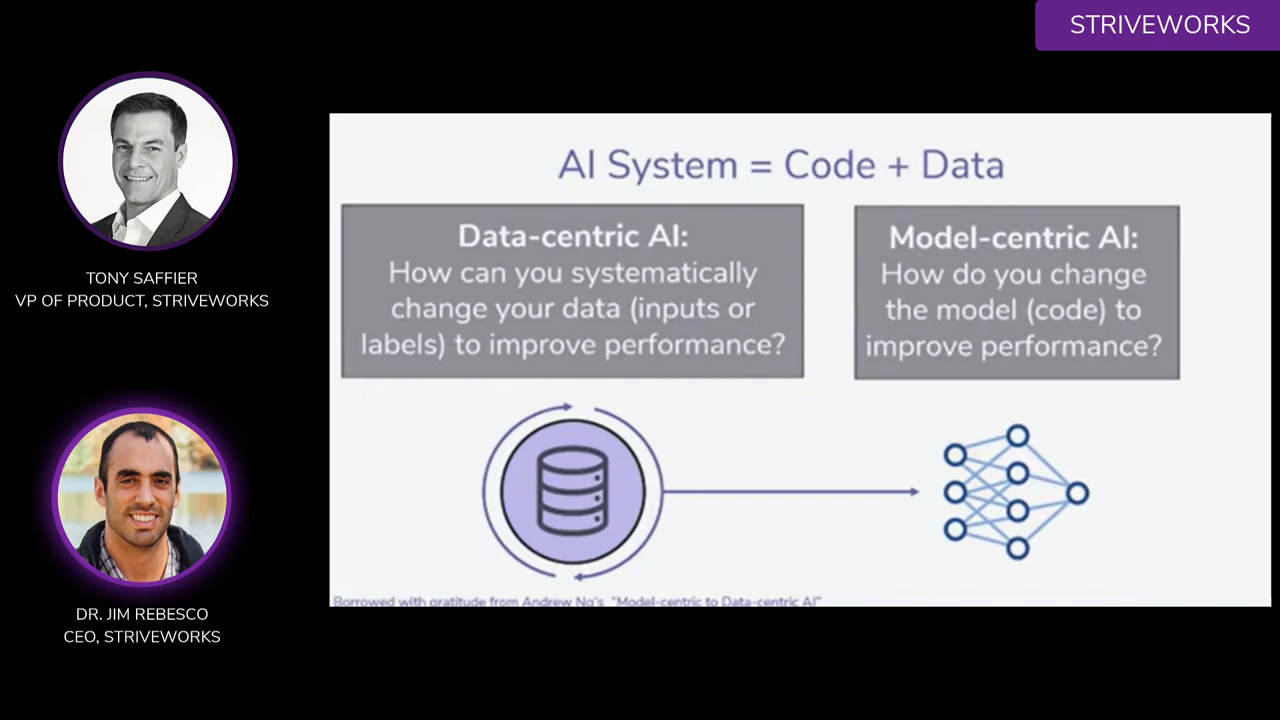 STRIVEWORKS
TONY SAFFIER
VP OF PRODUCT, STRIVEWORKS
DR. JIM REBESCO
CEO, STRIVEWORKS
AI System = Code + Data
Data-centric AI:
How can you systematically
change your data (inputs or
labels) to improve performance?
Model-centric AI:
How do you change
the model (code) to
improve performance?
Borrowed with gratitude from Andrew Ng's "Model-centric to Data-centric AI"